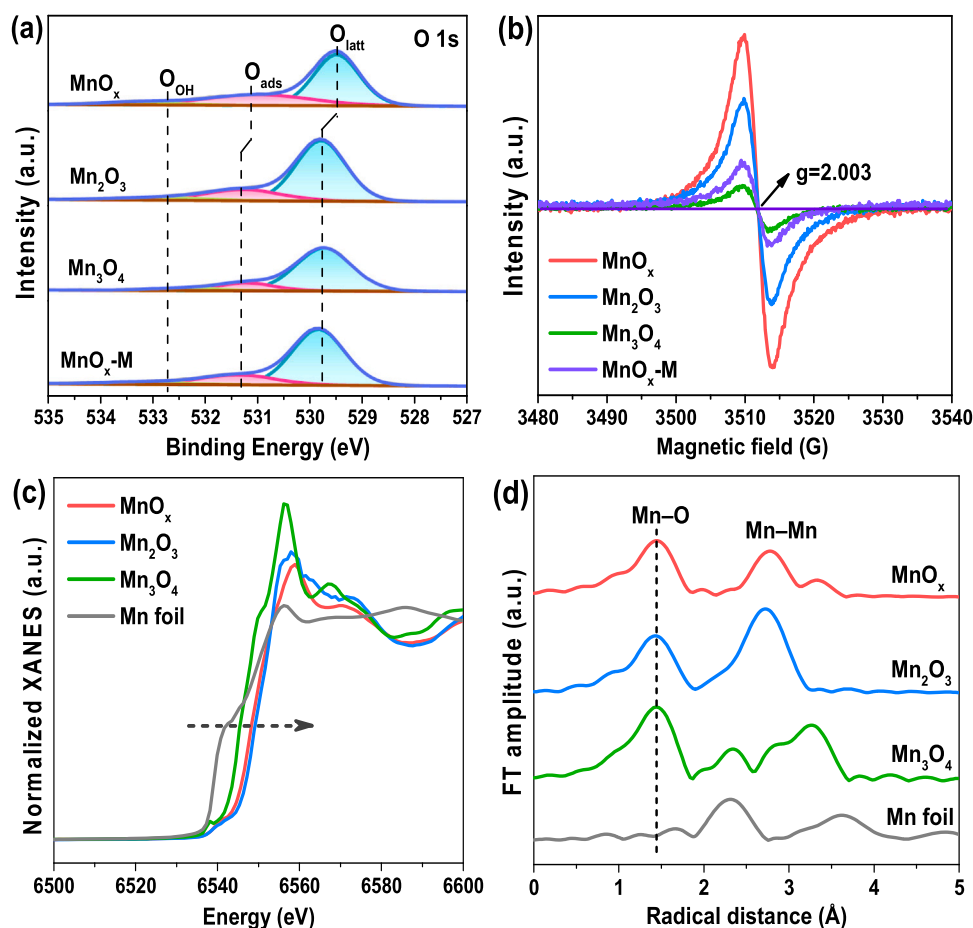 (a)
O 1s
O_latt
O_ads
O_OH
MnO_x
Mn_2O_3
Mn_3O_4
MnO_x-M
Intensity (a.u.)
535 534 533 532 531 530 529 528 527
Binding Energy (eV)
(b)
g=2.003
MnO_x
Mn_2O_3
Mn_3O_4
MnO_x-M
Intensity (a.u.)
3480 3490 3500 3510 3520 3530 3540
Magnetic field (G)
(c)
MnO_x
Mn_2O_3
Mn_3O_4
Mn foil
Normalized XANES (a.u.)
6500 6520 6540 6560 6580 6600
Energy (eV)
(d)
Mn–O
Mn–Mn
MnO_x
Mn_2O_3
Mn_3O_4
Mn foil
FT amplitude (a.u.)
0 1 2 3 4 5
Radical distance (Å)